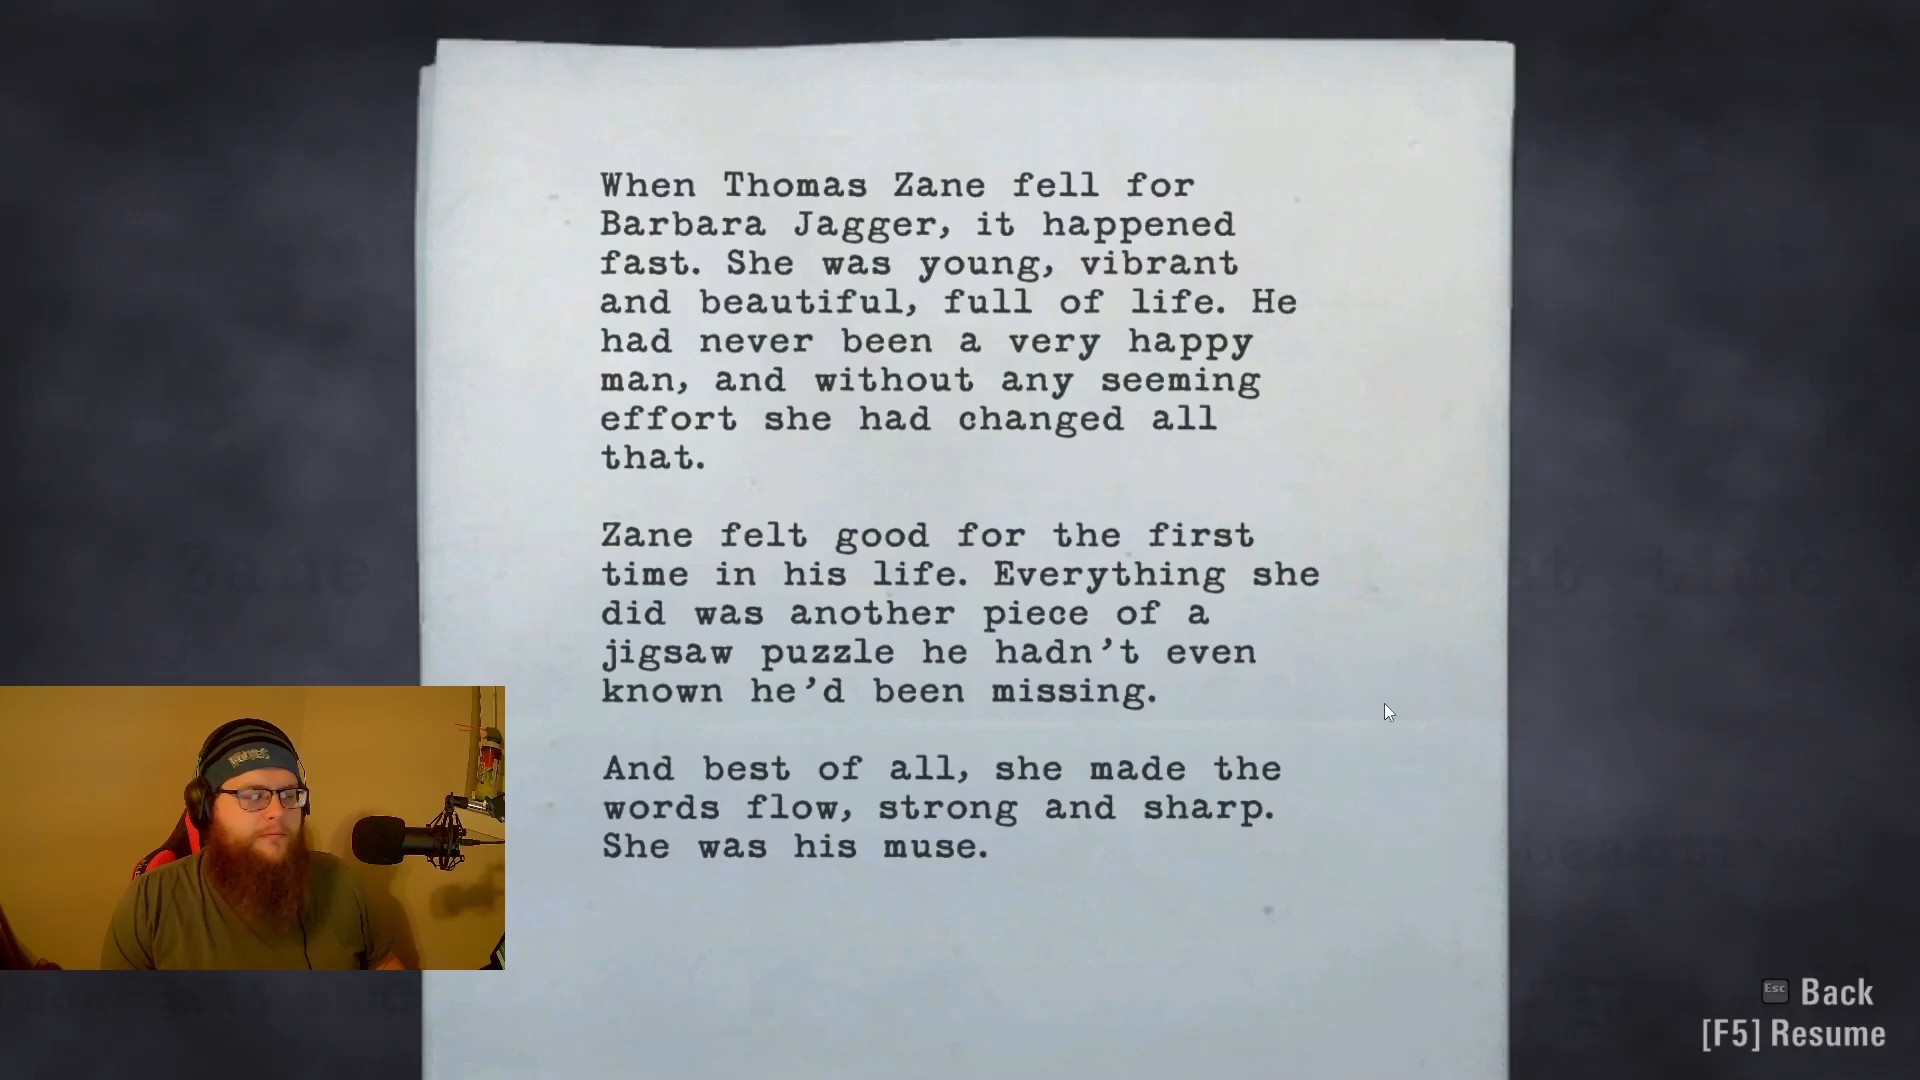 When Thomas Zane fell for
Barbara Jagger, it happened
fast. She was young, vibrant
and beautiful, full of life. He
had never been a very happy
man, and without any seeming
effort she had changed all
that.
Zane felt good for the first
time in his life. Everything she
did was another piece of a
jigsaw puzzle he hadn’t even
known he’d been missing.
And best of all, she made the
words flow, strong and sharp.
She was his muse.
Zane
time
Esc Back
[F5] Resume